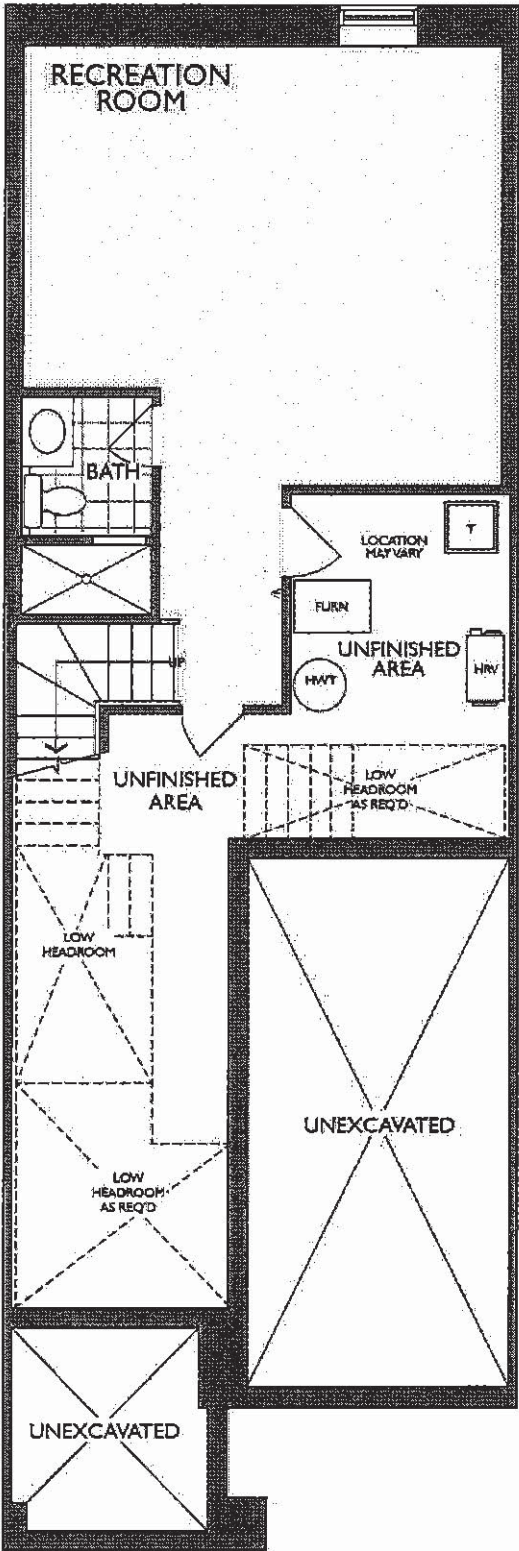 RECREATION
ROOM
BATH
LOCATION
MAY VARY
T
FURN
UNFINISHED
AREA
HWT
HRV
UP
UNFINISHED
AREA
LOW
HEADROOM
AS REQ'D
LOW
HEADROOM
UNEXCAVATED
LOW
HEADROOM
AS REQ'D
UNEXCAVATED